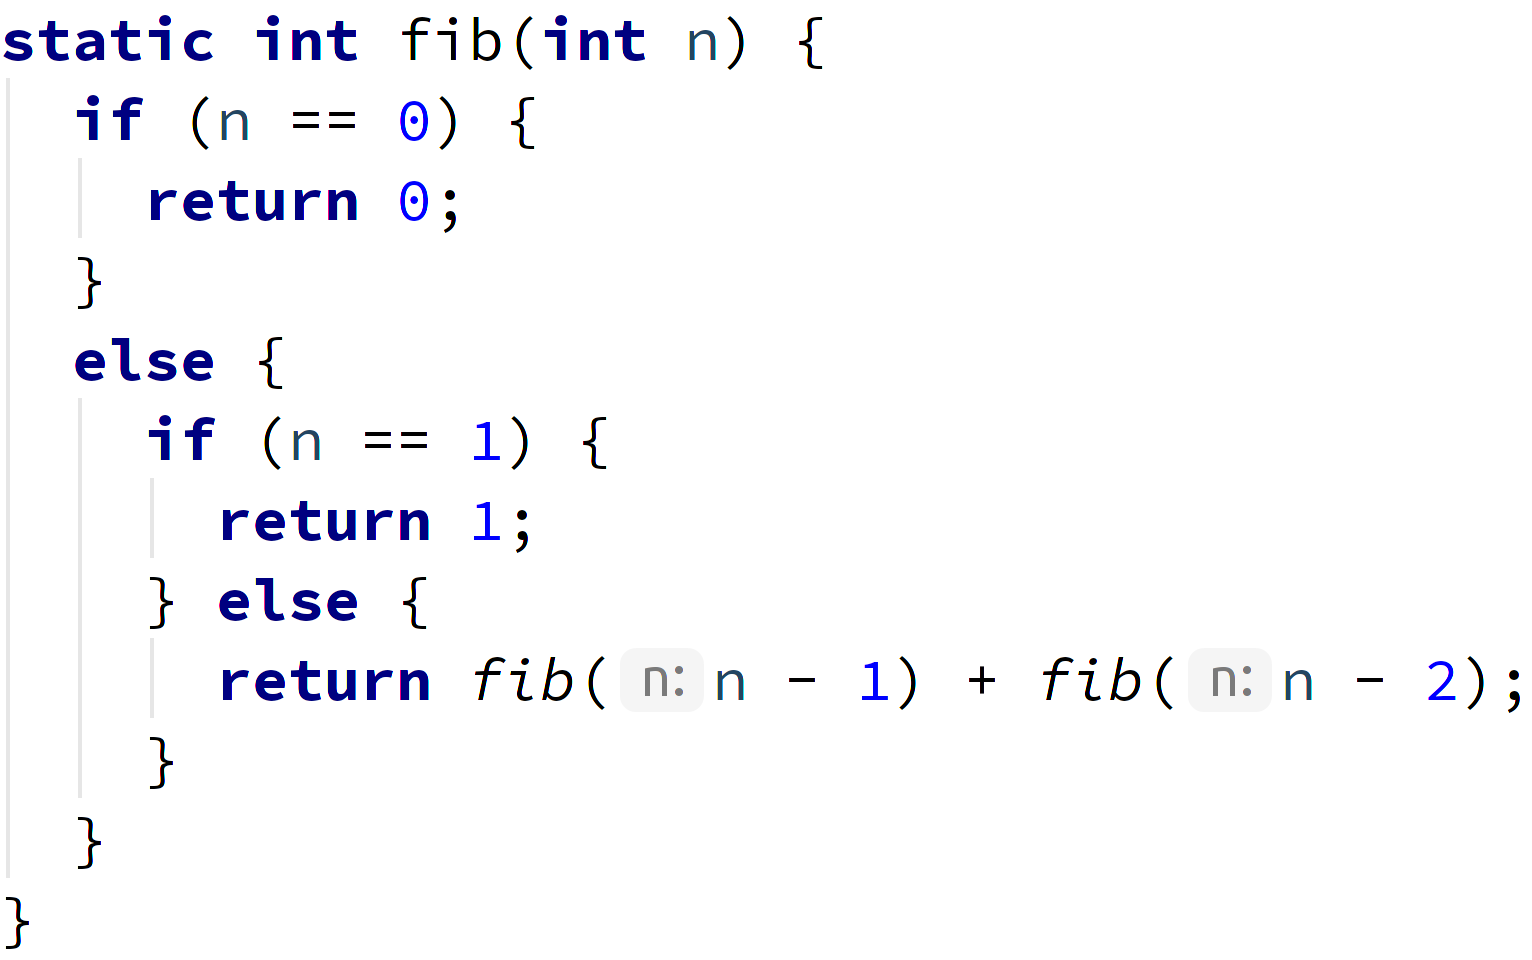 static int fib(int n) {
  if (n == 0) {
    return 0;
  }
  else {
    if (n == 1) {
      return 1;
    } else {
      return fib( n: n - 1) + fib( n: n - 2);
    }
  }
}